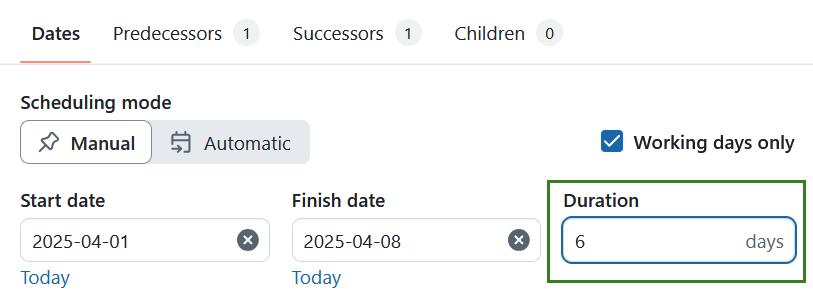 Dates Predecessors 1 Successors 1 Children 0
Scheduling mode
Manual Automatic Working days only
Start date Finish date Duration
2025-04-01 2025-04-08 6 days
Today Today